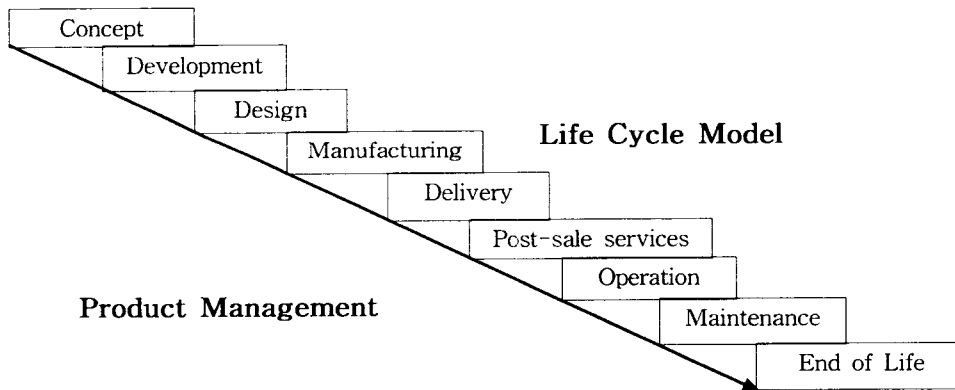 Concept
Development
Design
Manufacturing
Life Cycle Model
Delivery
Post-sale services
Operation
Product Management
Maintenance
End of Life